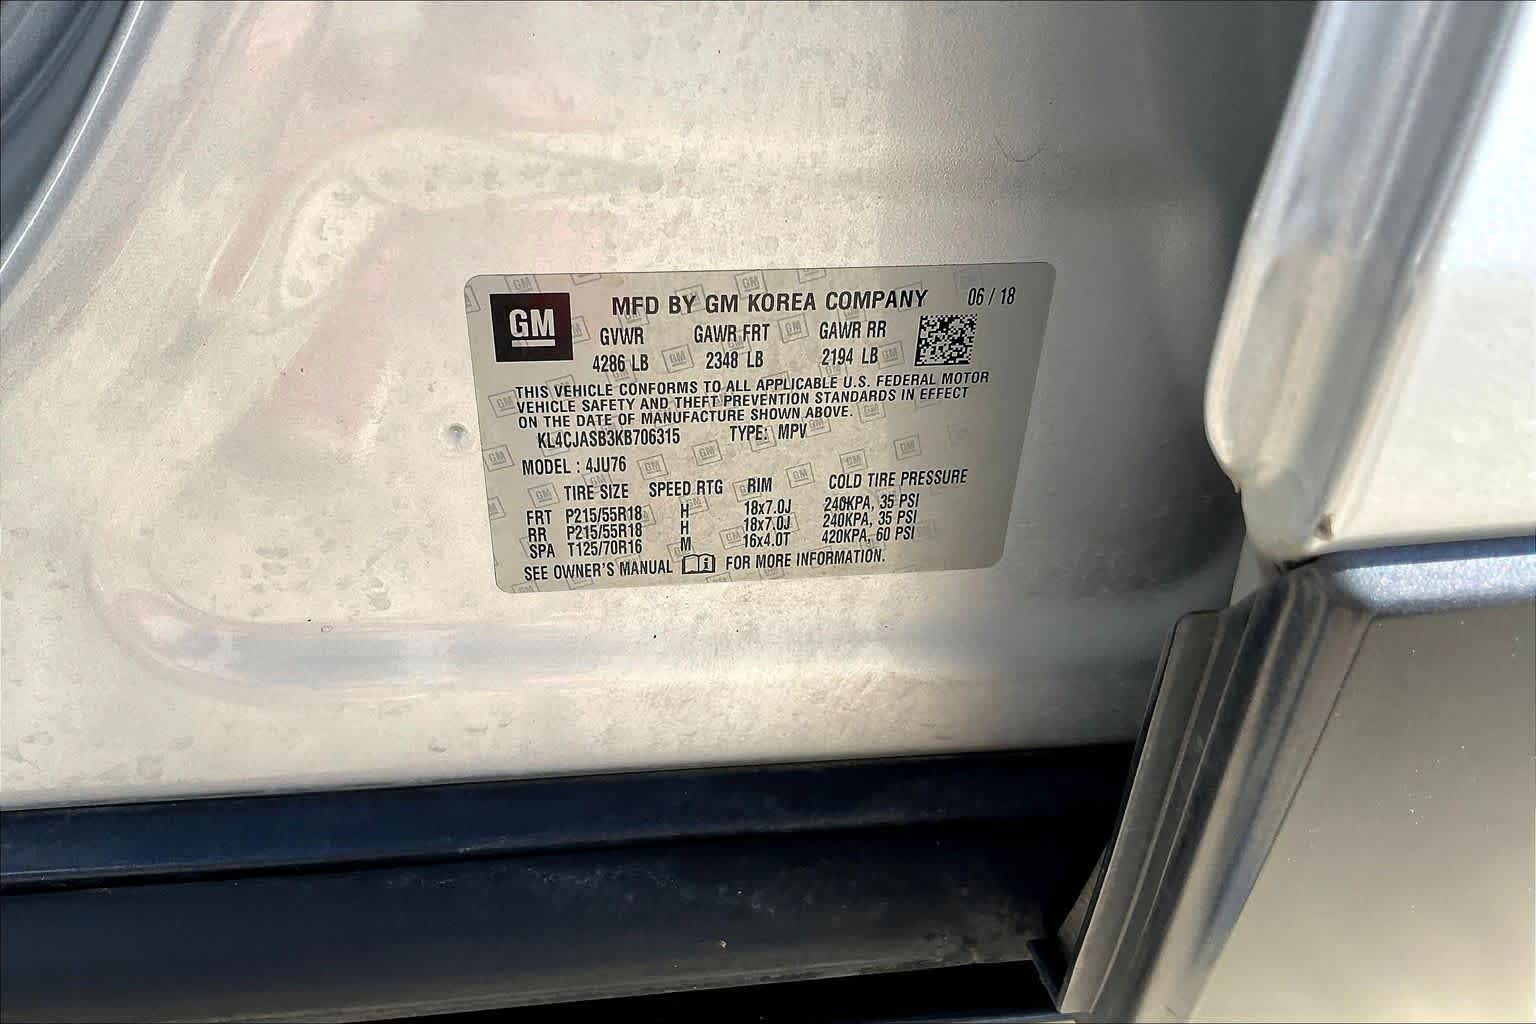 GM
MFD BY GM KOREA COMPANY 06 / 18
GVWR GAWR FRT GAWR RR
4286 LB 2348 LB 2194 LB
THIS VEHICLE CONFORMS TO ALL APPLICABLE U.S. FEDERAL MOTOR
VEHICLE SAFETY AND THEFT PREVENTION STANDARDS IN EFFECT
ON THE DATE OF MANUFACTURE SHOWN ABOVE.
KL4CJASB3KB706315 TYPE: MPV
MODEL : 4JU76
TIRE SIZE SPEED RTG RIM COLD TIRE PRESSURE
FRT P215/55R18 H 18x7.0J 240KPA, 35 PSI
RR P215/55R18 H 18x7.0J 240KPA, 35 PSI
SPA T125/70R16 M 16x4.0T 420KPA, 60 PSI
SEE OWNER'S MANUAL FOR MORE INFORMATION.